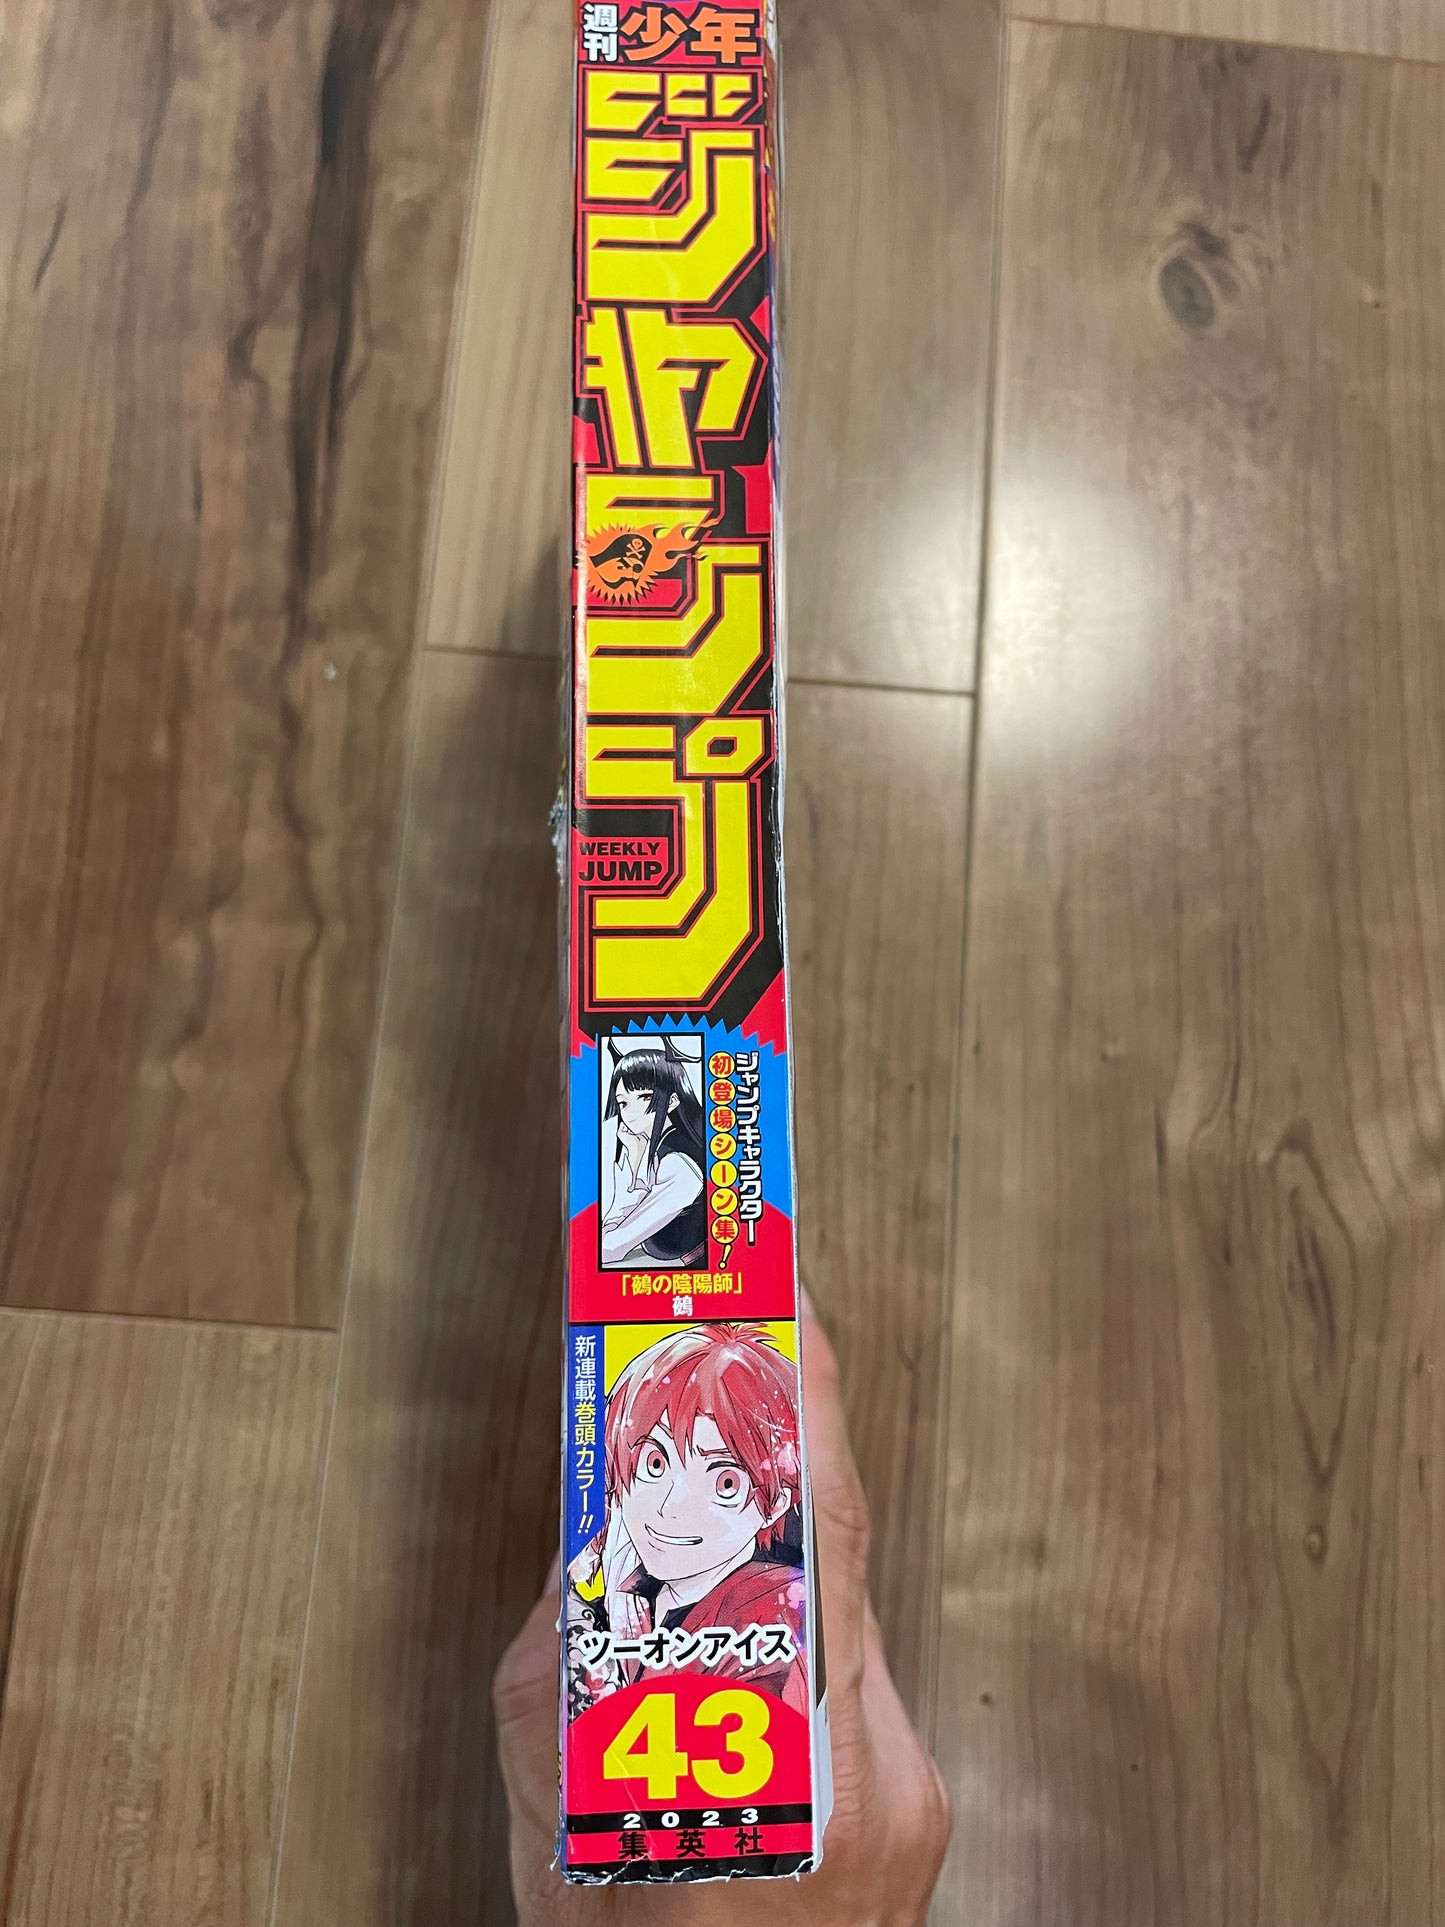 週刊
少年
ジャンプ
WEEKLY
JUMP
ジャンプキャラクター
初登場シーン集!
「鵺の陰陽師」
鵺
新連載巻頭カラー!!
ツーオンアイス
43
2023
集英社